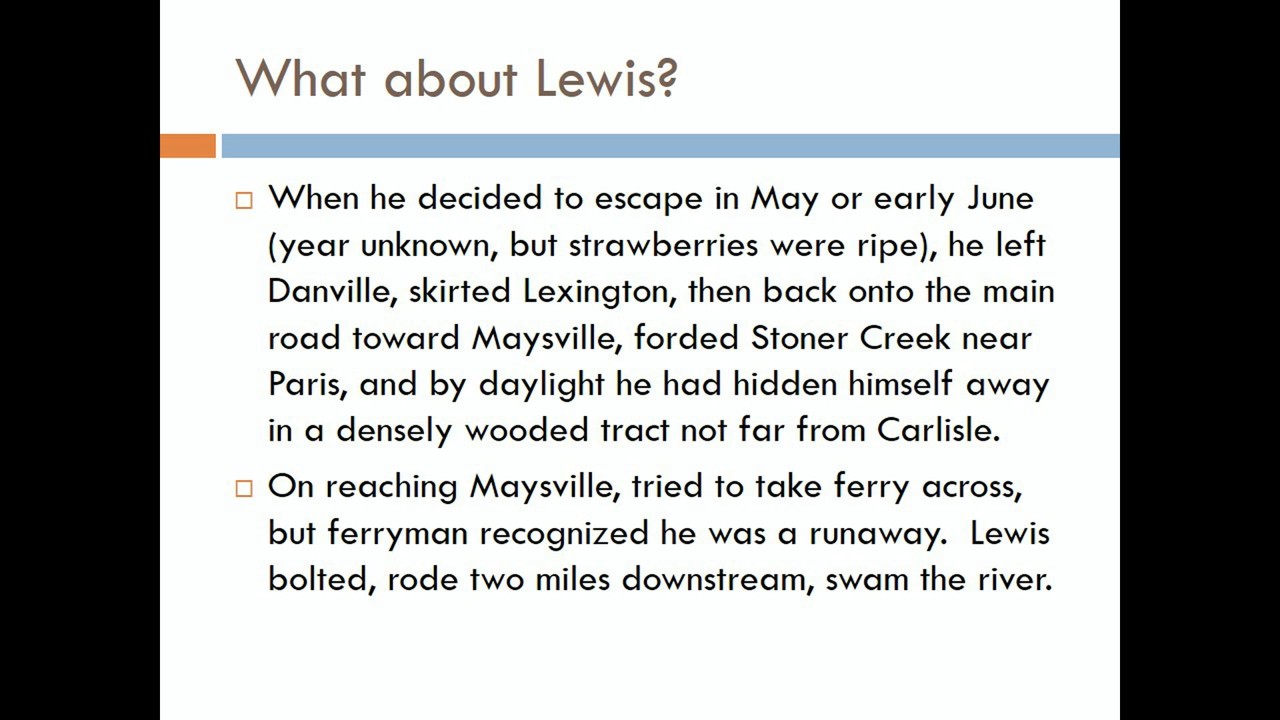 What about Lewis?
When he decided to escape in May or early June
(year unknown, but strawberries were ripe), he left
Danville, skirted Lexington, then back onto the main
road toward Maysville, forded Stoner Creek near
Paris, and by daylight he had hidden himself away
in a densely wooded tract not far from Carlisle.
On reaching Maysville, tried to take ferry across,
but ferryman recognized he was a runaway.  Lewis
bolted, rode two miles downstream, swam the river.